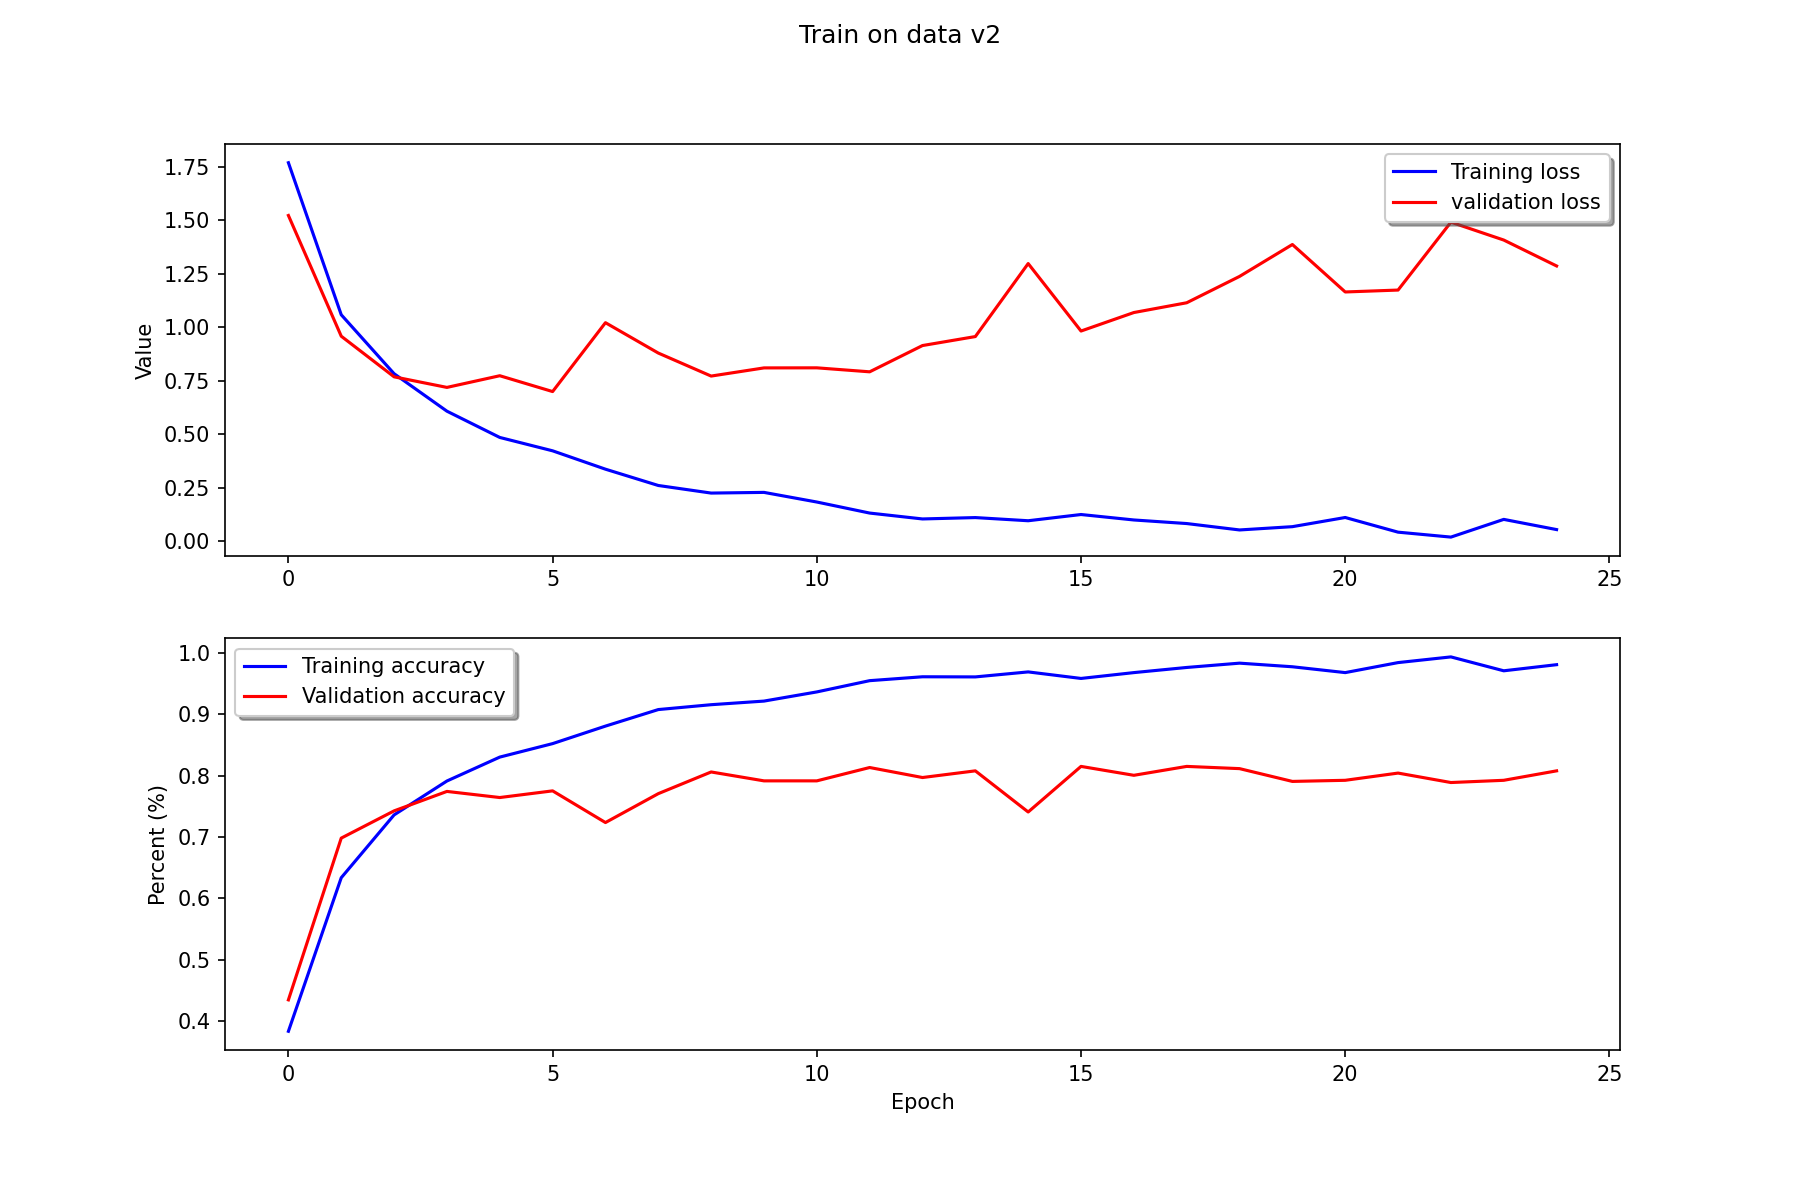 Train on data v2
1.75
1.50
1.25
1.00
0.75
0.50
0.25
0.00
Value
Training loss
validation loss
0 5 10 15 20 25
1.0
0.9
0.8
0.7
0.6
0.5
0.4
Percent (%)
Training accuracy
Validation accuracy
0 5 10 15 20 25
Epoch